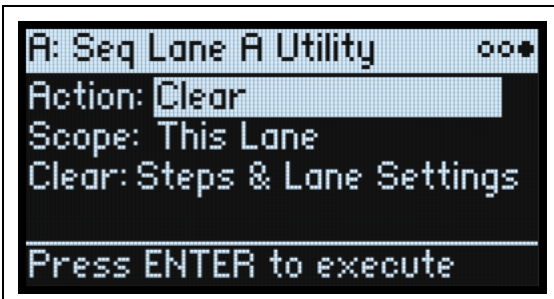 A: Seq Lane A Utility
Action: Clear
Scope: This Lane
Clear: Steps & Lane Settings
Press ENTER to execute